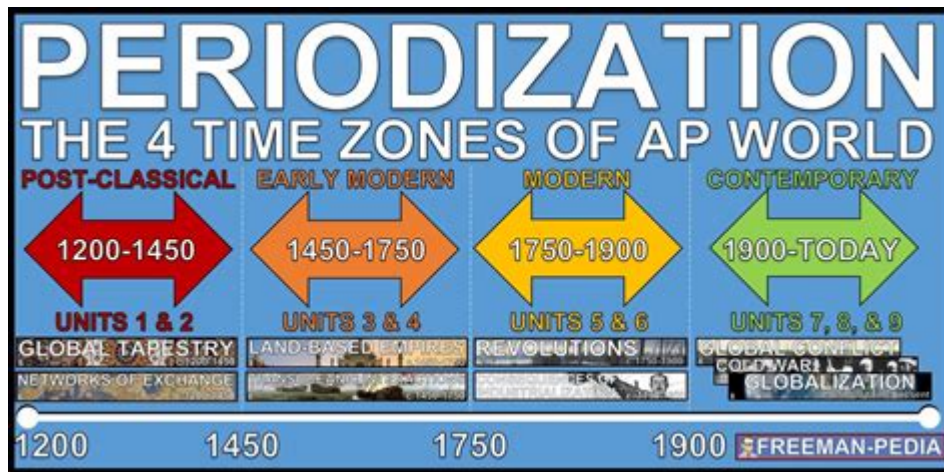 PERIODIZATION
THE 4 TIME ZONES OF AP WORLD
POST-CLASSICAL
EARLY MODERN
MODERN
CONTEMPORARY
1200-1450
1450-1750
1750-1900
1900-TODAY
UNITS 1 & 2
UNITS 3 & 4
UNITS 5 & 6
UNITS 7, 8, & 9
GLOBAL TAPESTRY
LAND-BASED EMPIRES
REVOLUTIONS
GLOBAL CONFLICT
NETWORKS OF EXCHANGE
COLD WAR
GLOBALIZATION
1200
1450
1750
1900
FREEMAN-PEDIA